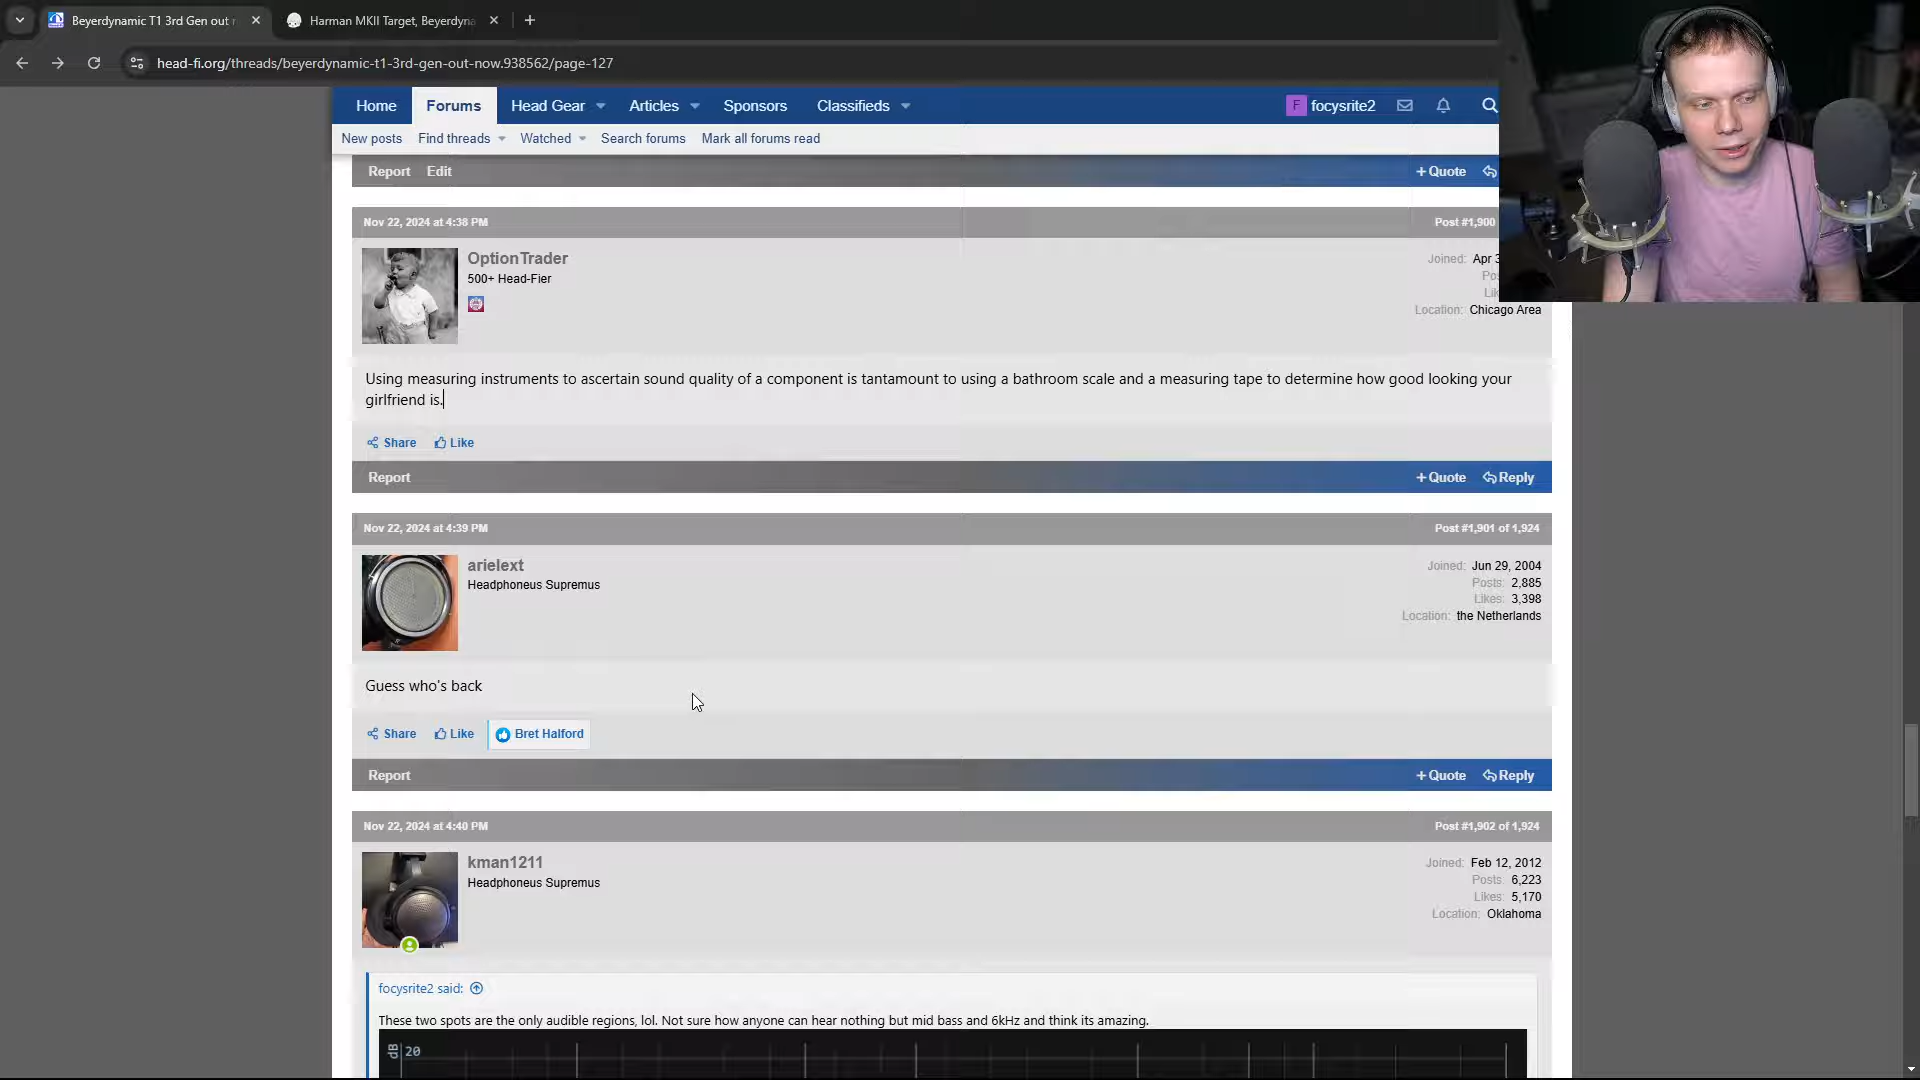 Beyerdynamic T1 3rd Gen out
Harman MKII Target, Beyerdyna
head-fi.org/threads/beyerdynamic-t1-3rd-gen-out-now.938562/page-127
Home Forums Head Gear Articles Sponsors Classifieds F focysrite2
New posts Find threads Watched Search forums Mark all forums read
Report Edit + Quote
Nov 22, 2024 at 4:38 PM Post #1,900
OptionTrader
500+ Head-Fier
Joined: Apr
Location: Chicago Area
Using measuring instruments to ascertain sound quality of a component is tantamount to using a bathroom scale and a measuring tape to determine how good looking your
girlfriend is.
Share Like
Report + Quote Reply
Nov 22, 2024 at 4:39 PM Post #1,901 of 1,924
arielext
Headphoneus Supremus
Joined: Jun 29, 2004
Posts: 2,885
Likes: 3,398
Location: the Netherlands
Guess who's back
Share Like Bret Halford
Report + Quote Reply
Nov 22, 2024 at 4:40 PM Post #1,902 of 1,924
kman1211
Headphoneus Supremus
Joined: Feb 12, 2012
Posts: 6,223
Likes: 5,170
Location: Oklahoma
focysrite2 said:
These two spots are the only audible regions, lol. Not sure how anyone can hear nothing but mid bass and 6kHz and think its amazing.
dB 20